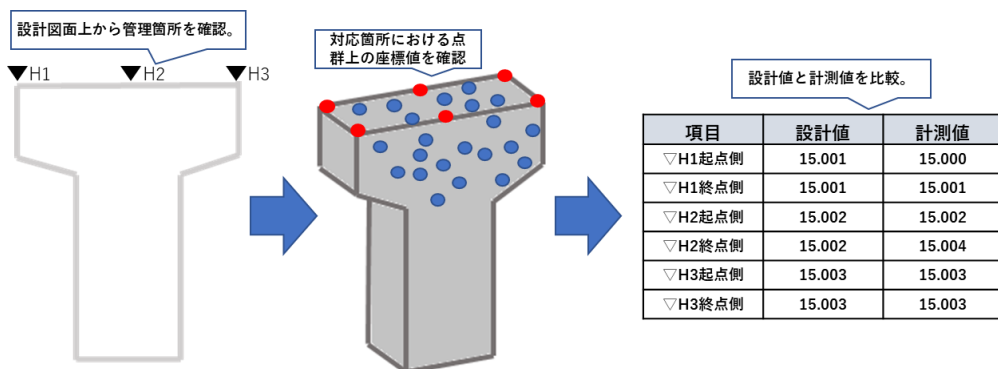 設計図面上から管理箇所を確認。
▼H1 ▼H2 ▼H3
対応箇所における点
群上の座標値を確認
設計値と計測値を比較。
項目 設計値 計測値
▽H1起点側 15.001 15.000
▽H1終点側 15.001 15.001
▽H2起点側 15.002 15.002
▽H2終点側 15.002 15.004
▽H3起点側 15.003 15.003
▽H3終点側 15.003 15.003